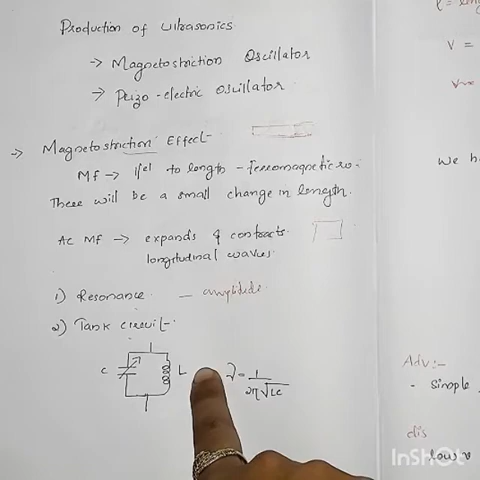 Production of Ultrasonics
→ Magnetostriction Oscillator
→ Peizo-electric oscillator
→ Magnetostriction Effect
Mf → ||el to length - ferromagnetic ro
There will be a small change in length.
Ac Mf → expands & contracts
longitudinal waves
1) Resonance - amplitude
2) Tank circuit
C L ν = 1/2π√LC
V =
We h
Adv:-
- Simple
dis
InShOt